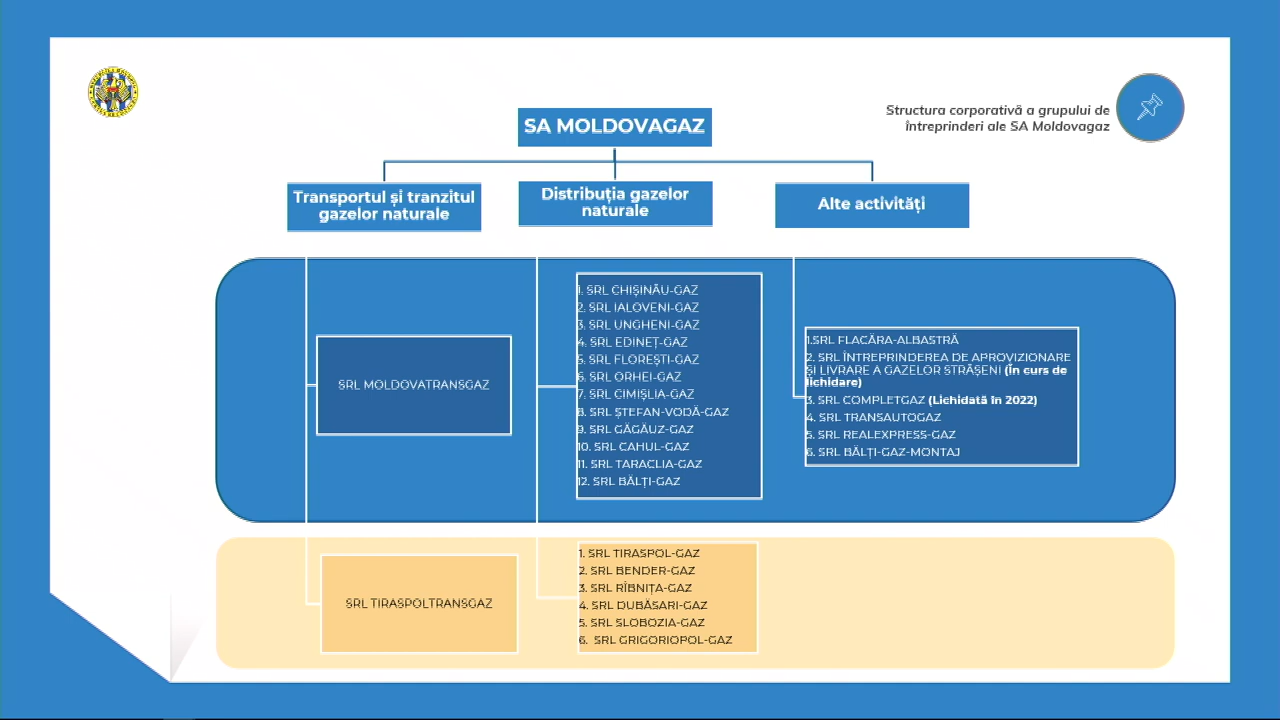 Structura corporativă a grupului de
întreprinderi ale SA Moldovagaz
SA MOLDOVAGAZ
Transportul și tranzitul
gazelor naturale
Distribuția gazelor
naturale
Alte activități
SRL MOLDOVATRANSGAZ
1. SRL CHIȘINĂU-GAZ
2. SRL IALOVENI-GAZ
3. SRL UNGHENI-GAZ
4. SRL EDINEȚ-GAZ
5. SRL FLOREȘTI-GAZ
6. SRL ORHEI-GAZ
7. SRL CIMIȘLIA-GAZ
8. SRL ȘTEFAN-VODĂ-GAZ
9. SRL GĂGĂUZ-GAZ
10. SRL CAHUL-GAZ
11. SRL TARACLIA-GAZ
12. SRL BĂLȚI-GAZ
1.SRL FLACĂRA-ALBASTRĂ
2. SRL ÎNTREPRINDEREA DE APROVIZIONARE
ȘI LIVRARE A GAZELOR STRĂȘENI (în curs de
lichidare)
3. SRL COMPLETGAZ (Lichidată în 2022)
4. SRL TRANSAUTOGAZ
5. SRL REALEXPRESS-GAZ
6. SRL BĂLȚI-GAZ-MONTAJ
SRL TIRASPOLTRANSGAZ
1. SRL TIRASPOL-GAZ
2. SRL BENDER-GAZ
3. SRL RÎBNIȚA-GAZ
4. SRL DUBĂSARI-GAZ
5. SRL SLOBOZIA-GAZ
6. SRL GRIGORIOPOL-GAZ